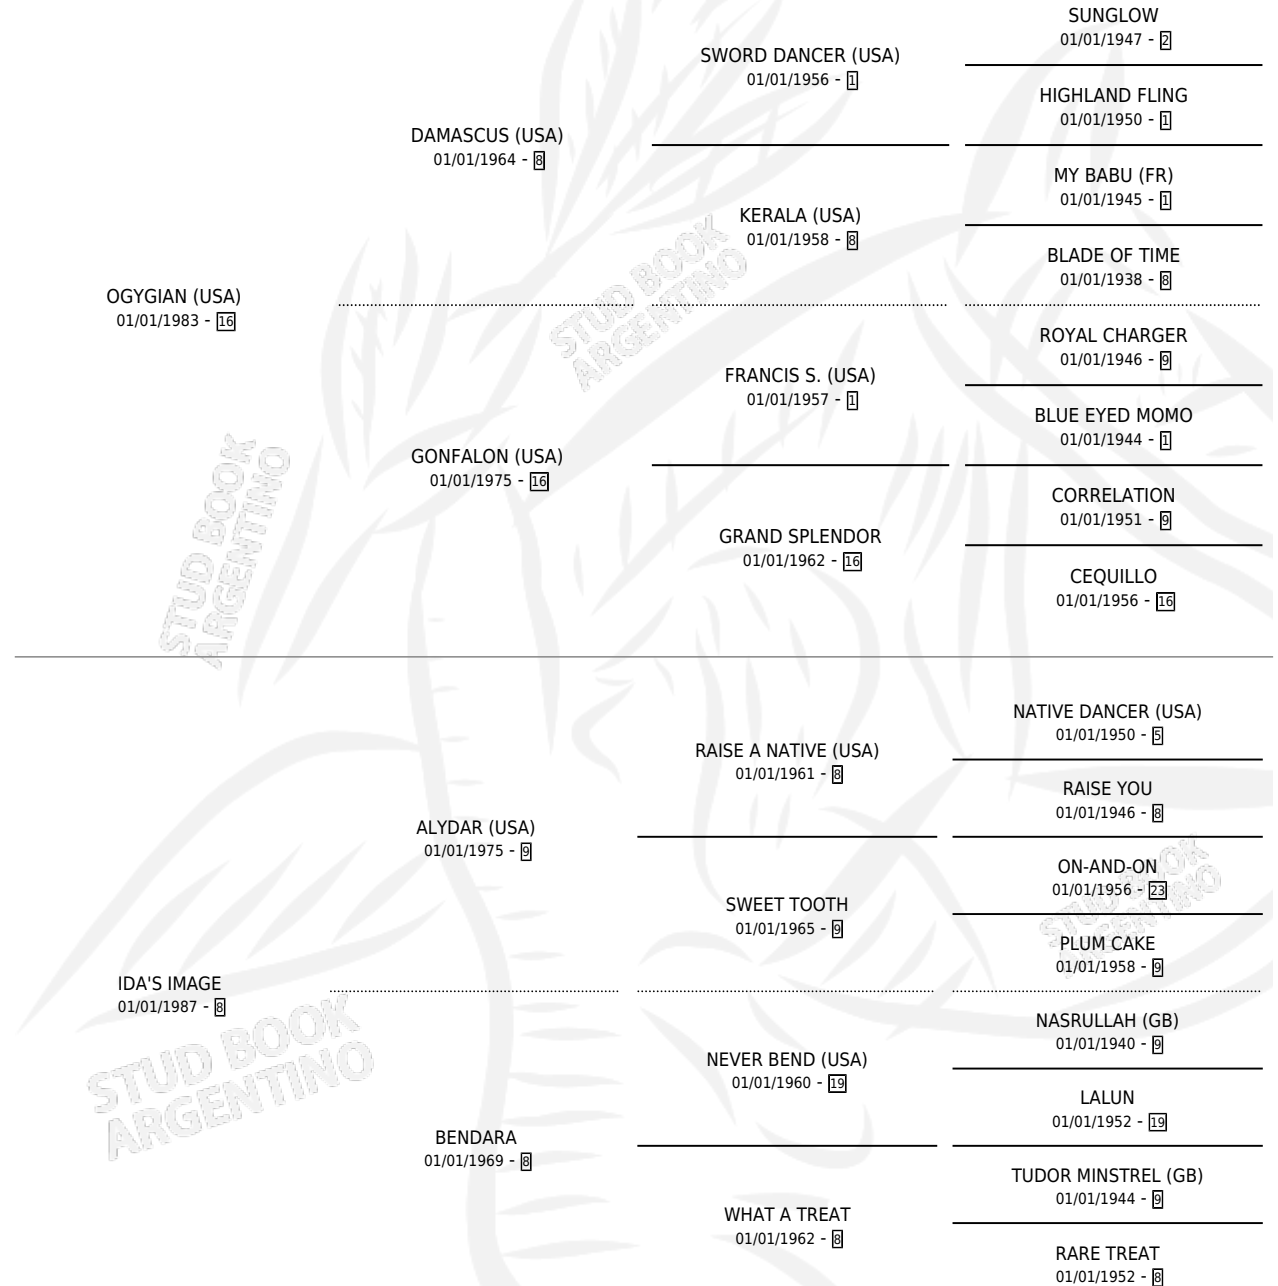 SUNGLOW
01/01/1947 - 2
SWORD DANCER (USA)
01/01/1956 - 1
HIGHLAND FLING
01/01/1950 - 1
DAMASCUS (USA)
01/01/1964 - 8
MY BABU (FR)
01/01/1945 - 1
KERALA (USA)
01/01/1958 - 8
BLADE OF TIME
01/01/1938 - 8
OGYGIAN (USA)
01/01/1983 - 16
STUD BOOK
ARGENTINO
ROYAL CHARGER
01/01/1946 - 9
FRANCIS S. (USA)
01/01/1957 - 1
BLUE EYED MOMO
01/01/1944 - 1
GONFALON (USA)
01/01/1975 - 16
CORRELATION
01/01/1951 - 9
GRAND SPLENDOR
01/01/1962 - 16
CEQUILLO
01/01/1956 - 16
STUD BOOK
ARGENTINO
NATIVE DANCER (USA)
01/01/1950 - 5
RAISE A NATIVE (USA)
01/01/1961 - 8
RAISE YOU
01/01/1946 - 8
ALYDAR (USA)
01/01/1975 - 9
ON-AND-ON
01/01/1956 - 23
SWEET TOOTH
01/01/1965 - 9
STUD BOOK
ARGENTINO
PLUM CAKE
01/01/1958 - 9
IDA'S IMAGE
01/01/1987 - 8
NASRULLAH (GB)
01/01/1940 - 9
NEVER BEND (USA)
01/01/1960 - 19
STUD BOOK
ARGENTINO
LALUN
01/01/1952 - 19
BENDARA
01/01/1969 - 8
TUDOR MINSTREL (GB)
01/01/1944 - 9
WHAT A TREAT
01/01/1962 - 8
RARE TREAT
01/01/1952 - 8